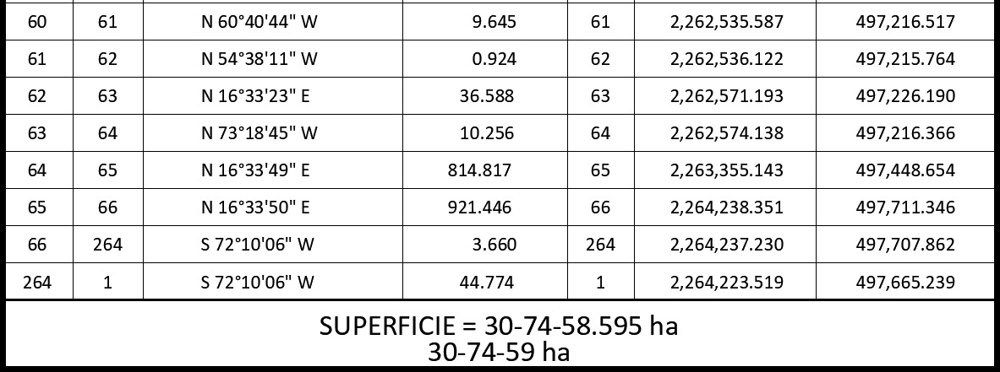 60 61 N 60°40'44" W 9.645 61 2,262,535.587 497,216.517
61 62 N 54°38'11" W 0.924 62 2,262,536.122 497,215.764
62 63 N 16°33'23" E 36.588 63 2,262,571.193 497,226.190
63 64 N 73°18'45" W 10.256 64 2,262,574.138 497,216.366
64 65 N 16°33'49" E 814.817 65 2,263,355.143 497,448.654
65 66 N 16°33'50" E 921.446 66 2,264,238.351 497,711.346
66 264 S 72°10'06" W 3.660 264 2,264,237.230 497,707.862
264 1 S 72°10'06" W 44.774 1 2,264,223.519 497,665.239
SUPERFICIE = 30-74-58.595 ha
30-74-59 ha